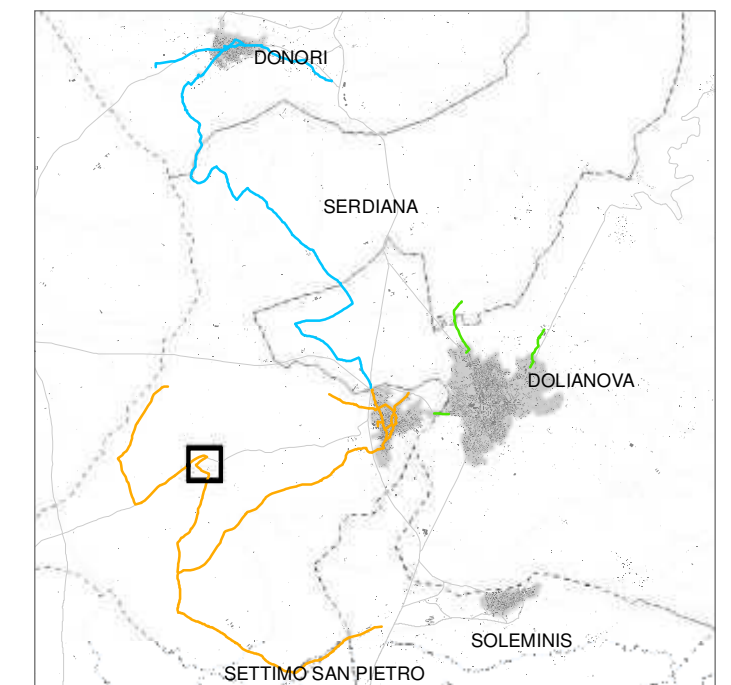 DONORI
SERDIANA
DOLIANOVA
SOLEMINIS
SETTIMO SAN PIETRO